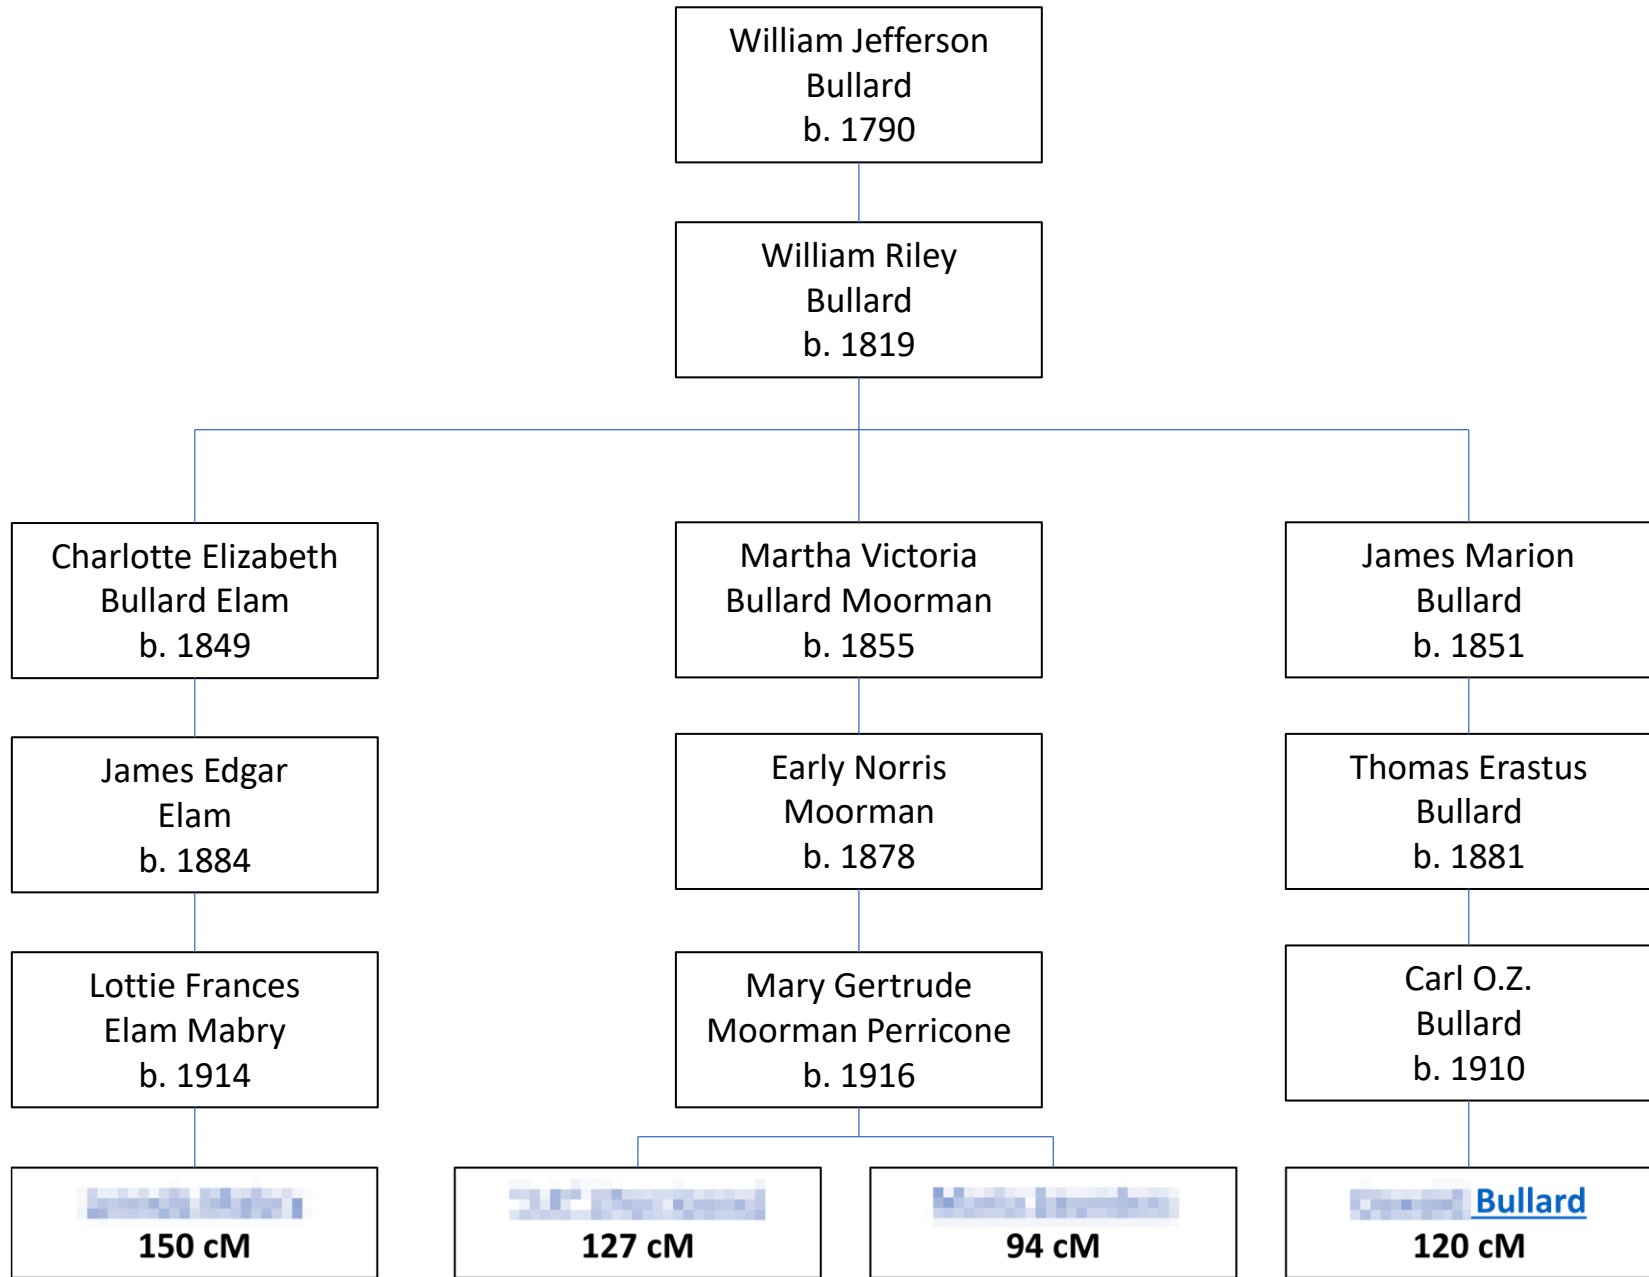 William Jefferson
Bullard
b. 1790
William Riley
Bullard
b. 1819
Charlotte Elizabeth
Bullard Elam
b. 1849
Martha Victoria
Bullard Moorman
b. 1855
James Marion
Bullard
b. 1851
James Edgar
Elam
b. 1884
Early Norris
Moorman
b. 1878
Thomas Erastus
Bullard
b. 1881
Lottie Frances
Elam Mabry
b. 1914
Mary Gertrude
Moorman Perricone
b. 1916
Carl O.Z.
Bullard
b. 1910
150 cM
127 cM
94 cM
Bullard
120 cM